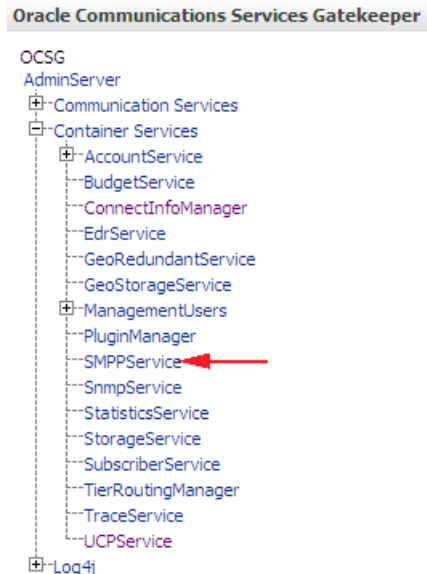 Oracle Communications Services Gatekeeper
OCSG
AdminServer
Communication Services
Container Services
AccountService
BudgetService
ConnectInfoManager
EdrService
GeoRedundantService
GeoStorageService
ManagementUsers
PluginManager
SMPPService
SnmpService
StatisticsService
StorageService
SubscriberService
TierRoutingManager
TraceService
UCPService
Log4j